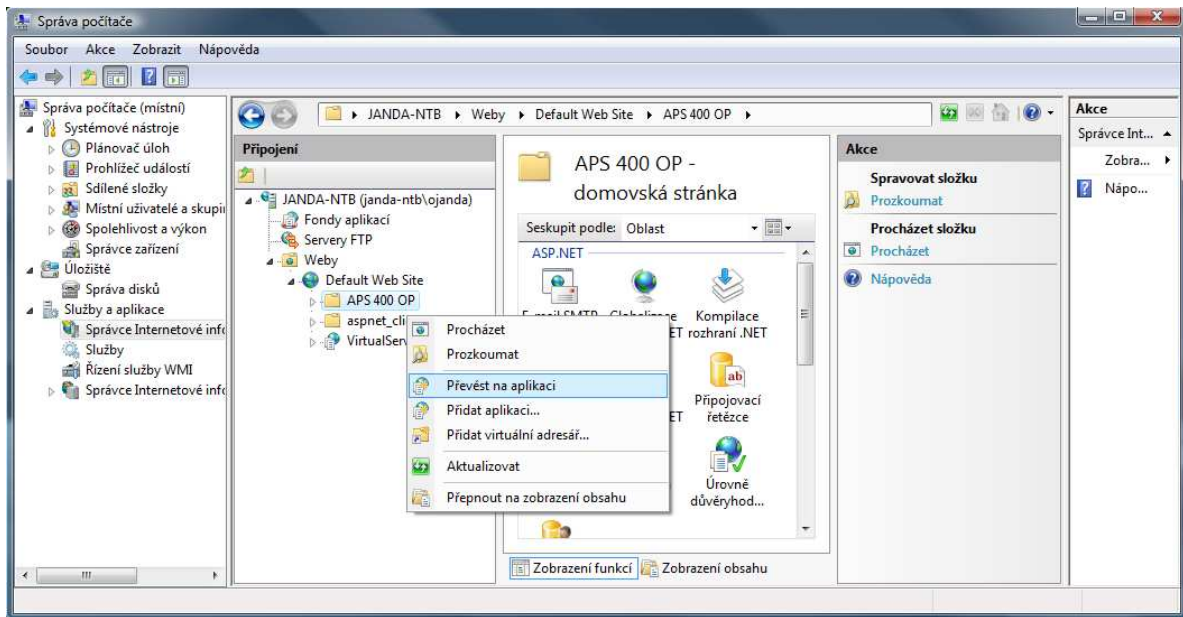 Správa počítače
Soubor Akce Zobrazit Nápověda
Správa počítače (místní)
Systémové nástroje
Plánovač úloh
Prohlížeč událostí
Sdílené složky
Místní uživatelé a skupin
Spolehlivost a výkon
Správce zařízení
Úložiště
Správa disků
Služby a aplikace
Správce Internetové info
Služby
Řízení služby WMI
Správce Internetové info
JANDA-NTB Weby Default Web Site APS 400 OP
Připojení
JANDA-NTB (janda-ntb\ojanda)
Fondy aplikací
Servery FTP
Weby
Default Web Site
APS 400 OP
aspnet_cli
VirtualServ
Procházet
Prozkoumat
Převést na aplikaci
Přidat aplikaci...
Přidat virtuální adresář...
Aktualizovat
Přepnout na zobrazení obsahu
APS 400 OP -
domovská stránka
Seskupit podle: Oblast
ASP.NET
E-mail SMTP Globalizace Kompilace
ET rozhraní .NET
ab
Připojovací
ET řetězce
Úrovně
důvěryhod...
Zobrazení funkcí Zobrazení obsahu
Akce
Spravovat složku
Prozkoumat
Procházet složku
Procházet
Nápověda
Akce
Správce Int...
Zobra...
Nápo...